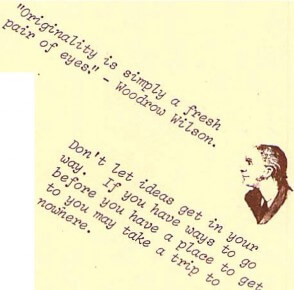 "Originality is simply a fresh
pair of eyes." - Woodrow Wilson.
Don't let ideas get in your
way. If you have ways to go
before you have a place to get
to you may take a trip to
nowhere.